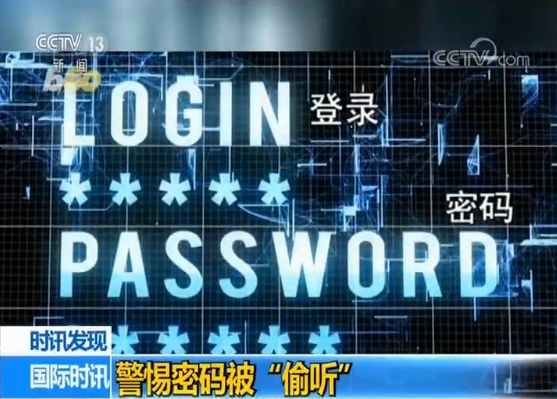 CCTV 13
CCTV.com
新闻
LOGIN 登录
*****
密码
PASSWORD
*****
时讯发现
国际时讯
警惕密码被“偷听”